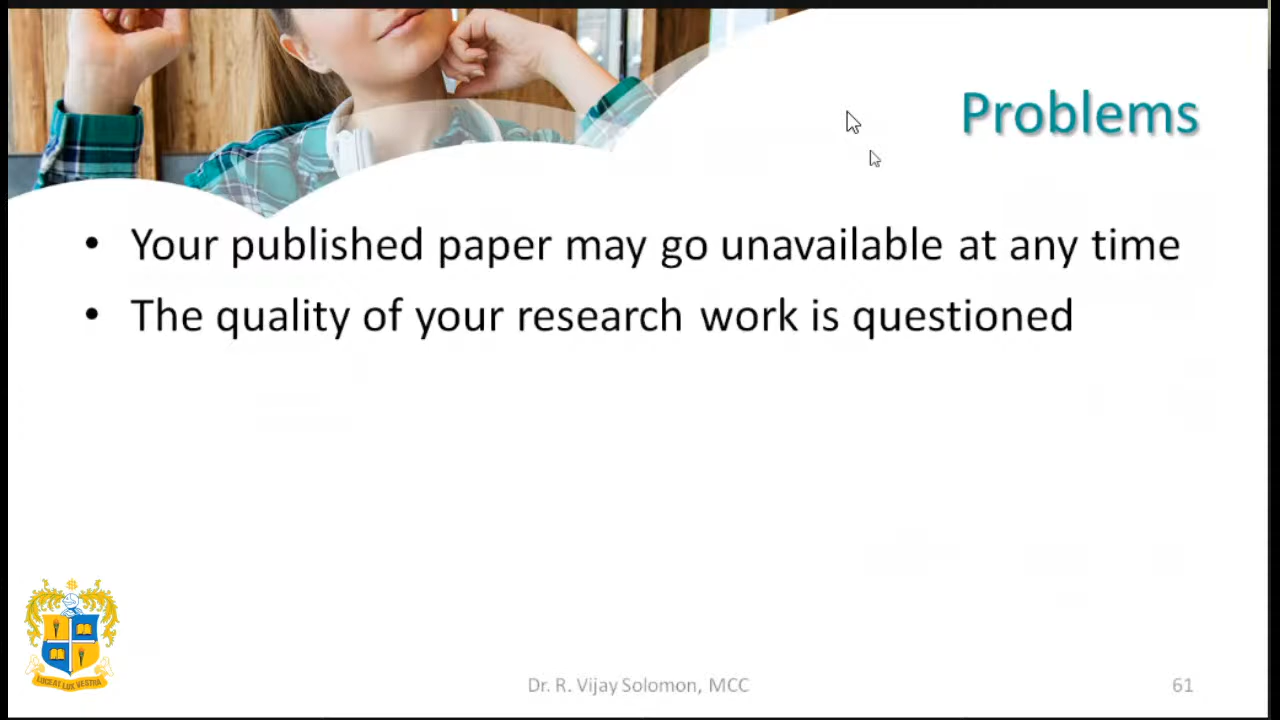 Problems
• Your published paper may go unavailable at any time
• The quality of your research work is questioned
LUCEAT LUX VESTRA
Dr. R. Vijay Solomon, MCC
61